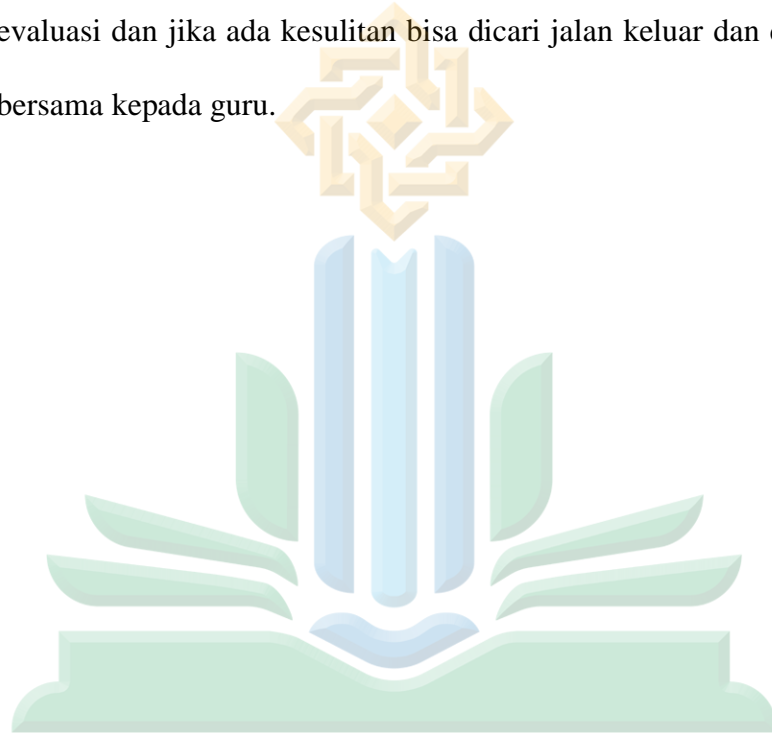 evaluasi dan jika ada kesulitan bisa dicari jalan keluar dan
bersama kepada guru.